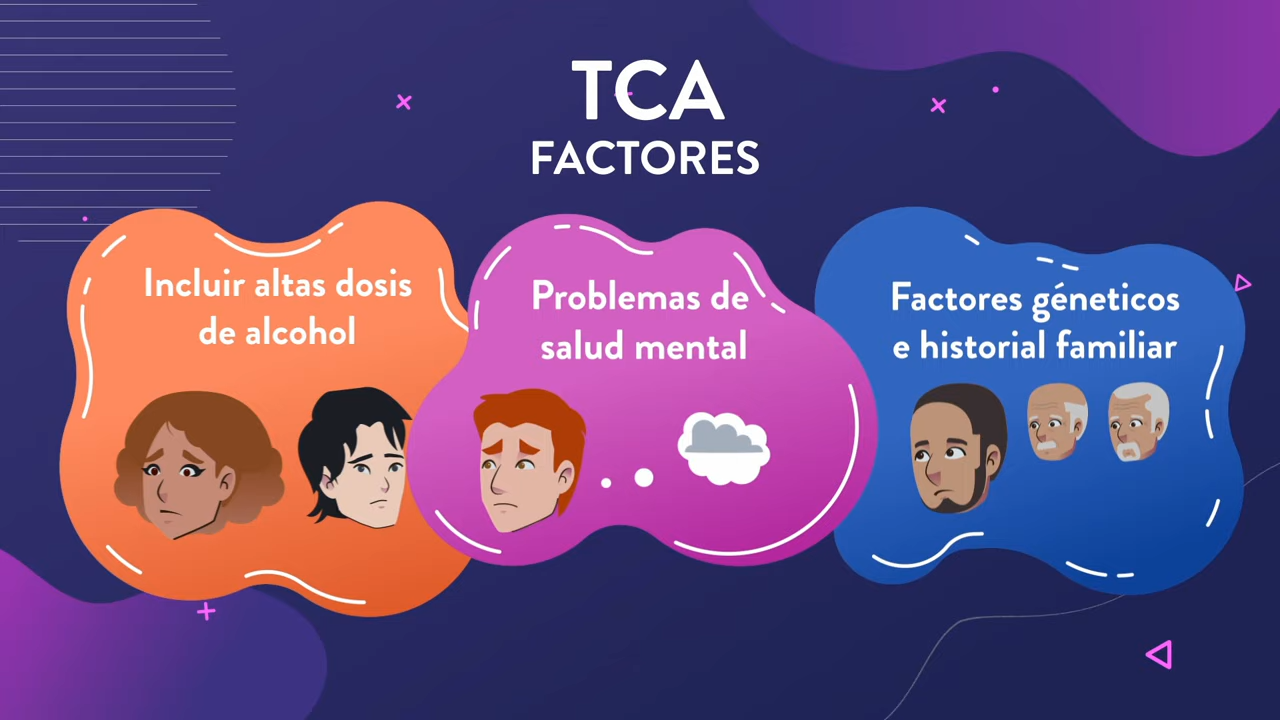 TCA
FACTORES
Incluir altas dosis
de alcohol
Problemas de
salud mental
Factores géneticos
e historial familiar